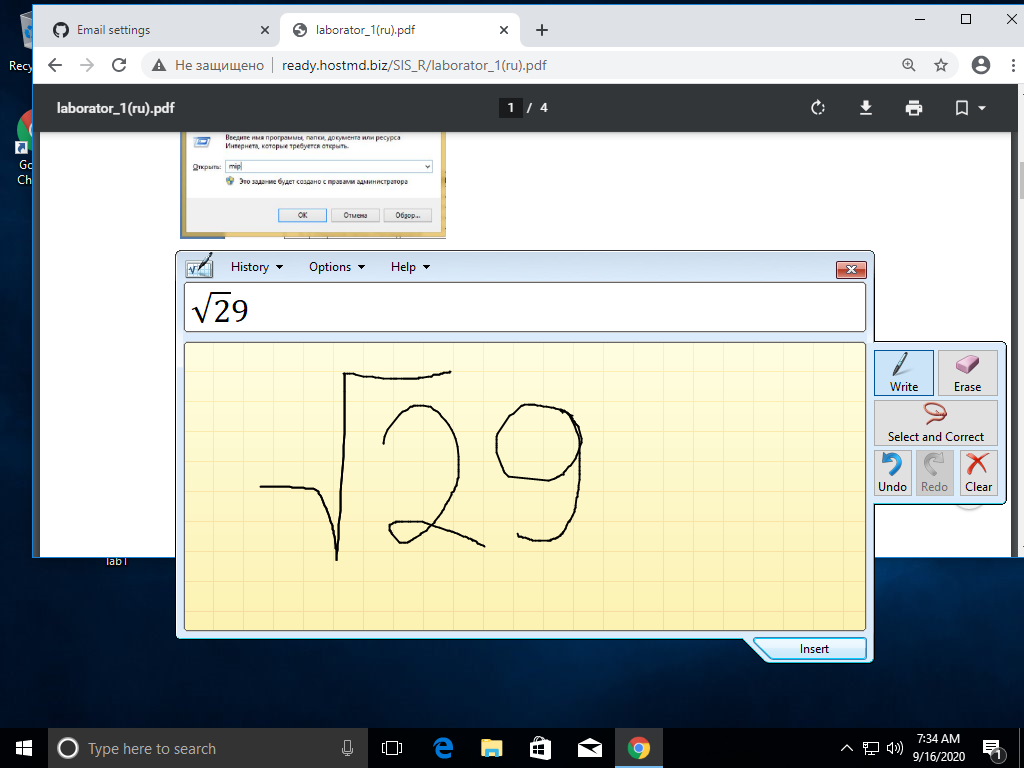 Recy
Email settings
laborator_1(ru).pdf
Не защищено
ready.hostmd.biz/SIS_R/laborator_1(ru).pdf
laborator_1(ru).pdf
1 / 4
Go
Ch
Введите имя программы, папки, документа или ресурса
Интернета, которые требуется открыть.
Открыть: mip
Это задание будет создано с правами администратора
ОК Отмена Обзор...
History Options Help
√29
√29
Write Erase
Select and Correct
Undo Redo Clear
lab1
Insert
Type here to search
7:34 AM
9/16/2020
1